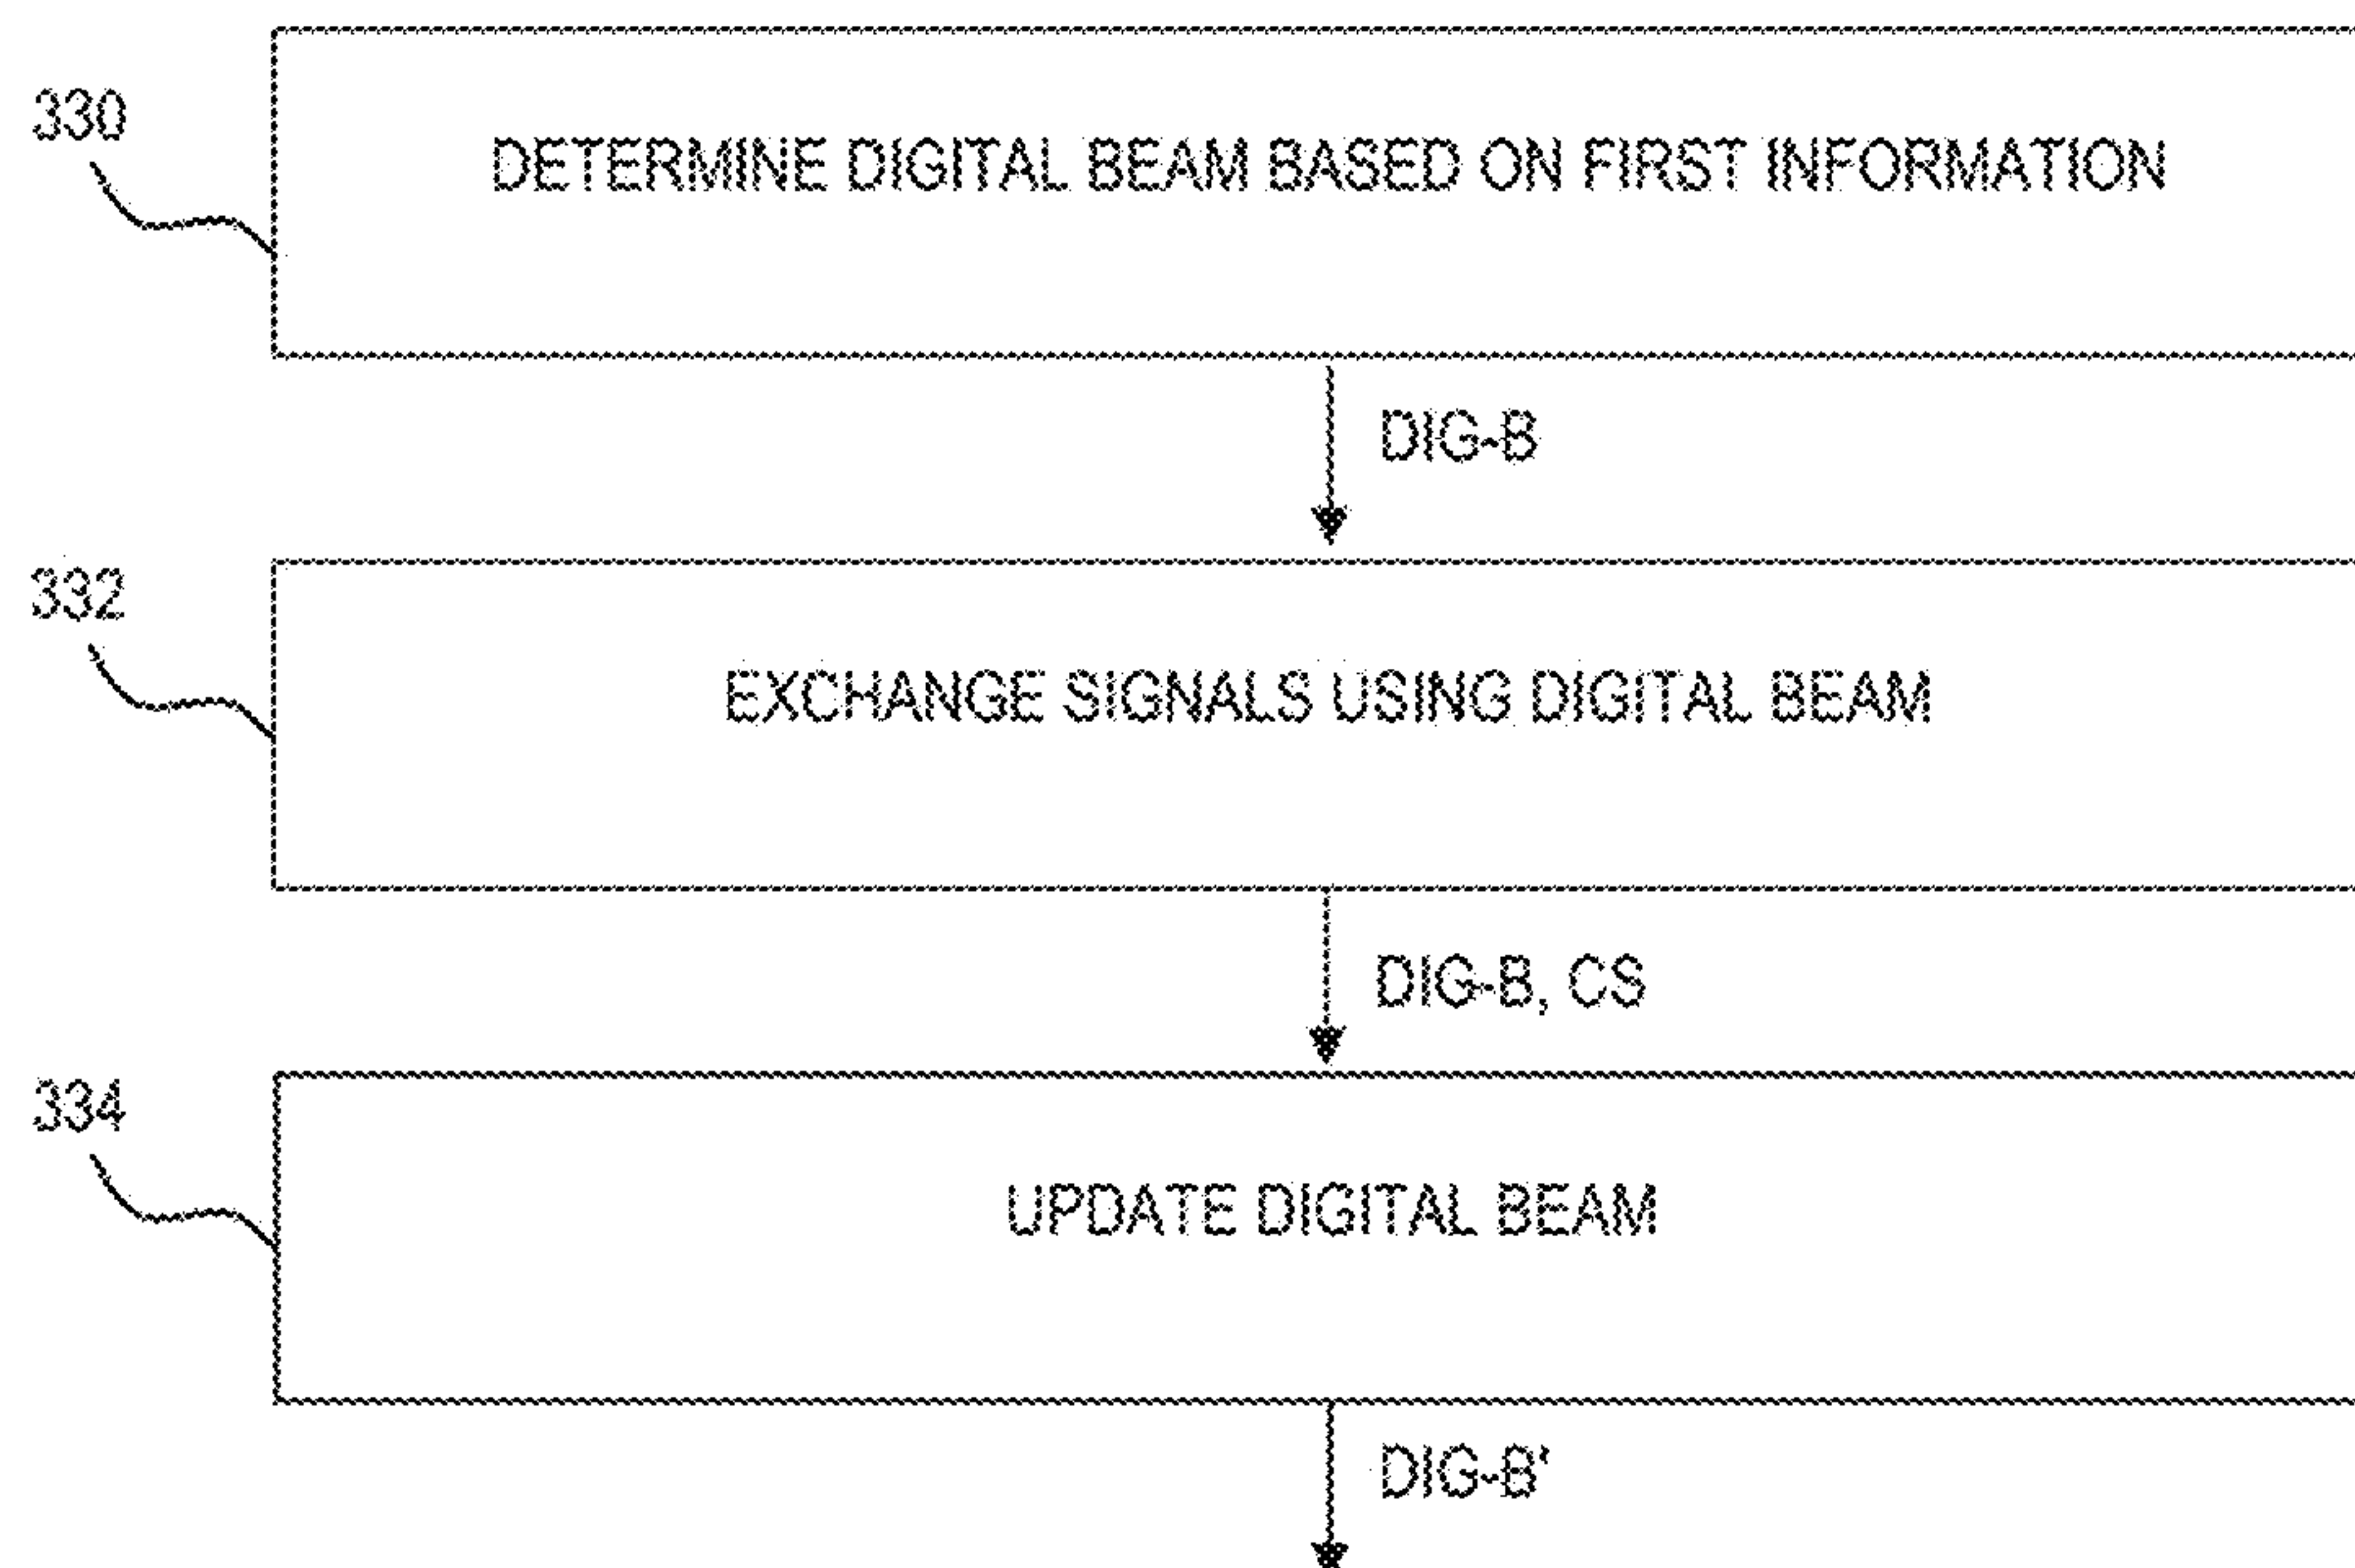 330
DETERMINE DIGITAL BEAM BASED ON FIRST INFORMATION
DIG-B
332
EXCHANGE SIGNALS USING DIGITAL BEAM
DIG-B, CS
334
UPDATE DIGITAL BEAM
DIG-B'